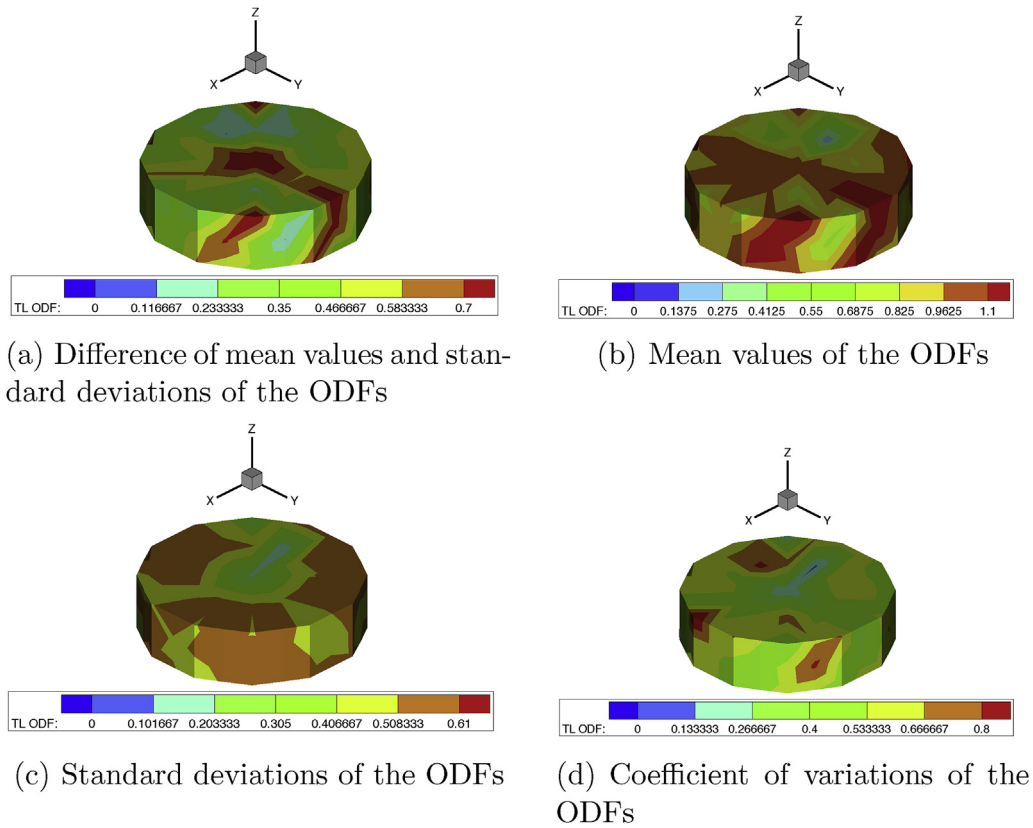 Z
X
Y
TL ODF: 0 0.116667 0.233333 0.35 0.466667 0.583333 0.7
(a) Difference of mean values and stan-
dard deviations of the ODFs
Z
X
Y
TL ODF: 0 0.1375 0.275 0.4125 0.55 0.6875 0.825 0.9625 1.1
(b) Mean values of the ODFs
Z
X
Y
TL ODF: 0 0.101667 0.203333 0.305 0.406667 0.508333 0.61
(c) Standard deviations of the ODFs
Z
X
Y
TL ODF: 0 0.133333 0.266667 0.4 0.533333 0.666667 0.8
(d) Coefficient of variations of the
ODFs